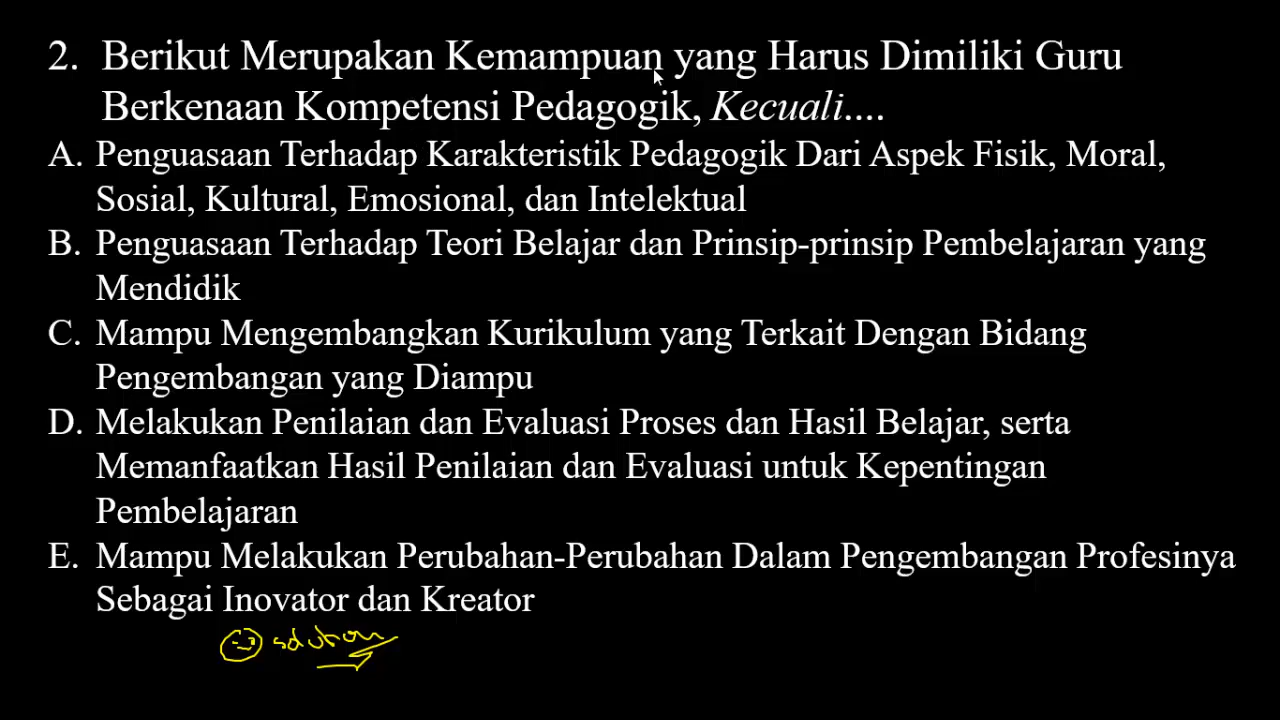 2. Berikut Merupakan Kemampuan yang Harus Dimiliki Guru
Berkenaan Kompetensi Pedagogik, Kecuali....
A. Penguasaan Terhadap Karakteristik Pedagogik Dari Aspek Fisik, Moral,
Sosial, Kultural, Emosional, dan Intelektual
B. Penguasaan Terhadap Teori Belajar dan Prinsip-prinsip Pembelajaran yang
Mendidik
C. Mampu Mengembangkan Kurikulum yang Terkait Dengan Bidang
Pengembangan yang Diampu
D. Melakukan Penilaian dan Evaluasi Proses dan Hasil Belajar, serta
Memanfaatkan Hasil Penilaian dan Evaluasi untuk Kepentingan
Pembelajaran
E. Mampu Melakukan Perubahan-Perubahan Dalam Pengembangan Profesinya
Sebagai Inovator dan Kreator